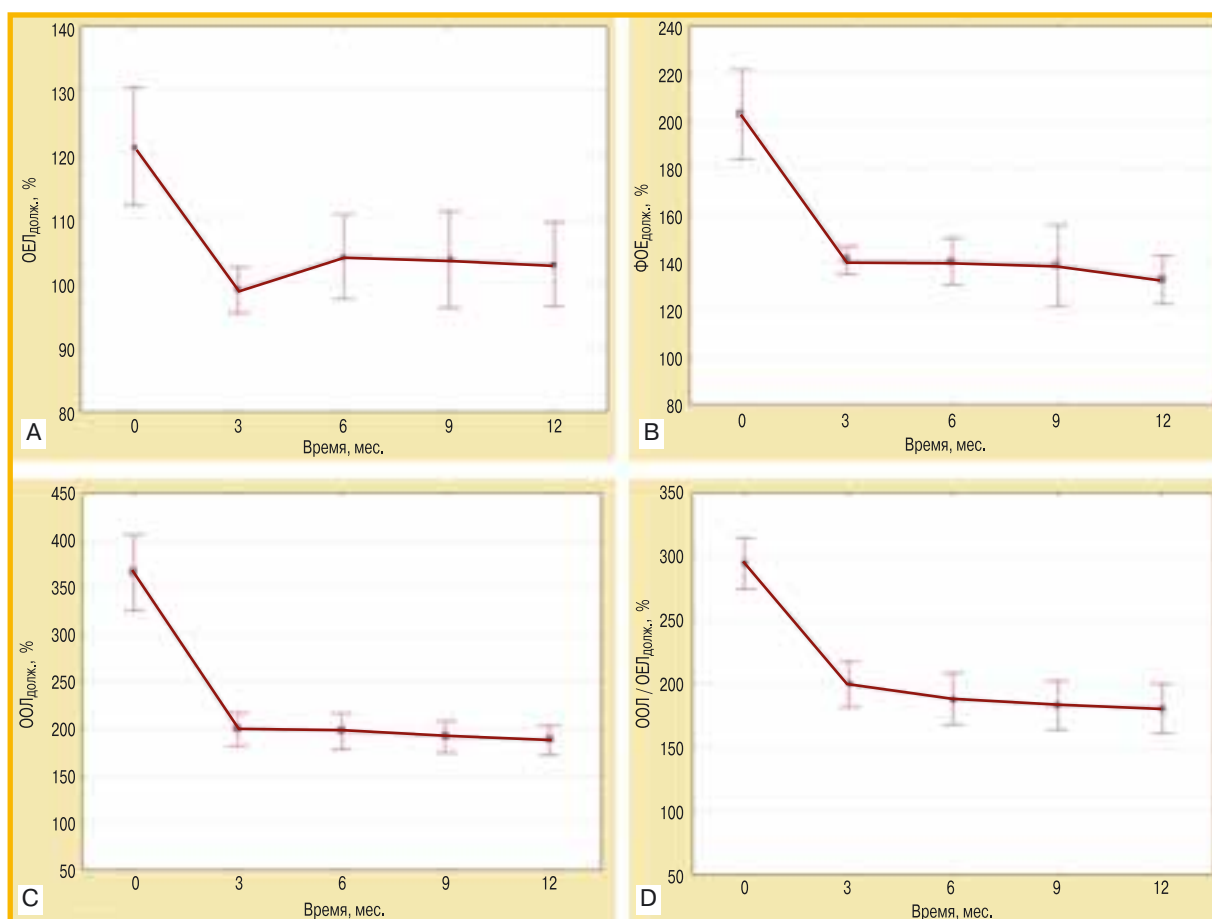 140
130
120
110
100
90
80
ОЕЛдолж., %
0 3 6 9 12
Время, мес.
A
240
220
200
180
160
140
120
100
80
ФОЕдолж., %
0 3 6 9 12
Время, мес.
B
450
400
350
300
250
200
150
100
50
ООЛдолж., %
0 3 6 9 12
Время, мес.
C
350
300
250
200
150
100
50
ООЛ / ОЕЛдолж., %
0 3 6 9 12
Время, мес.
D